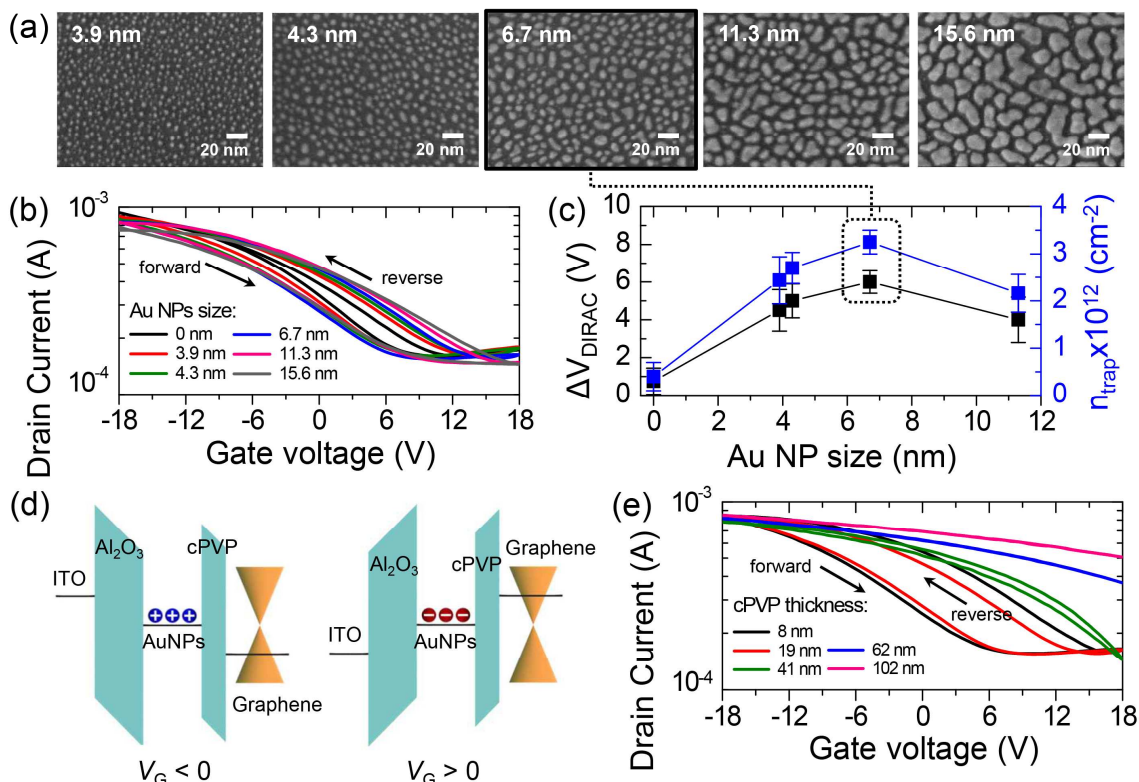 (a)
3.9 nm
4.3 nm
6.7 nm
11.3 nm
15.6 nm
20 nm
20 nm
20 nm
20 nm
20 nm
(b)
Drain Current (A)
10⁻³
10⁻⁴
forward
reverse
Au NPs size:
0 nm
6.7 nm
3.9 nm
11.3 nm
4.3 nm
15.6 nm
-18 -12 -6 0 6 12 18
Gate voltage (V)
(c)
ΔV_DIRAC (V)
10
8
6
4
2
0
n_trap x10¹² (cm⁻²)
4
3
2
1
0
0 2 4 6 8 10 12
Au NP size (nm)
(d)
Al₂O₃
cPVP
ITO
+ + +
AuNPs
Graphene
V_G < 0
Al₂O₃
cPVP
Graphene
ITO
− − −
AuNPs
V_G > 0
(e)
Drain Current (A)
10⁻³
10⁻⁴
forward
reverse
cPVP thickness:
8 nm
19 nm
62 nm
41 nm
102 nm
-18 -12 -6 0 6 12 18
Gate voltage (V)